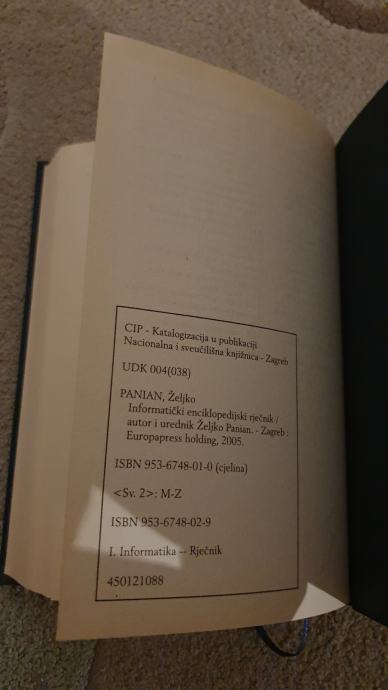 CIP - Katalogizacija u publikaciji
Nacionalna i sveučilišna knjižnica - Zagreb
UDK 004(038)
PANIAN, Željko
Informatički enciklopedijski rječnik /
autor i urednik Željko Panian. - Zagreb :
Europapress holding, 2005.
ISBN 953-6748-01-0 (cjelina)
<Sv. 2>: M-Z
ISBN 953-6748-02-9
I. Informatika -- Rječnik
450121088